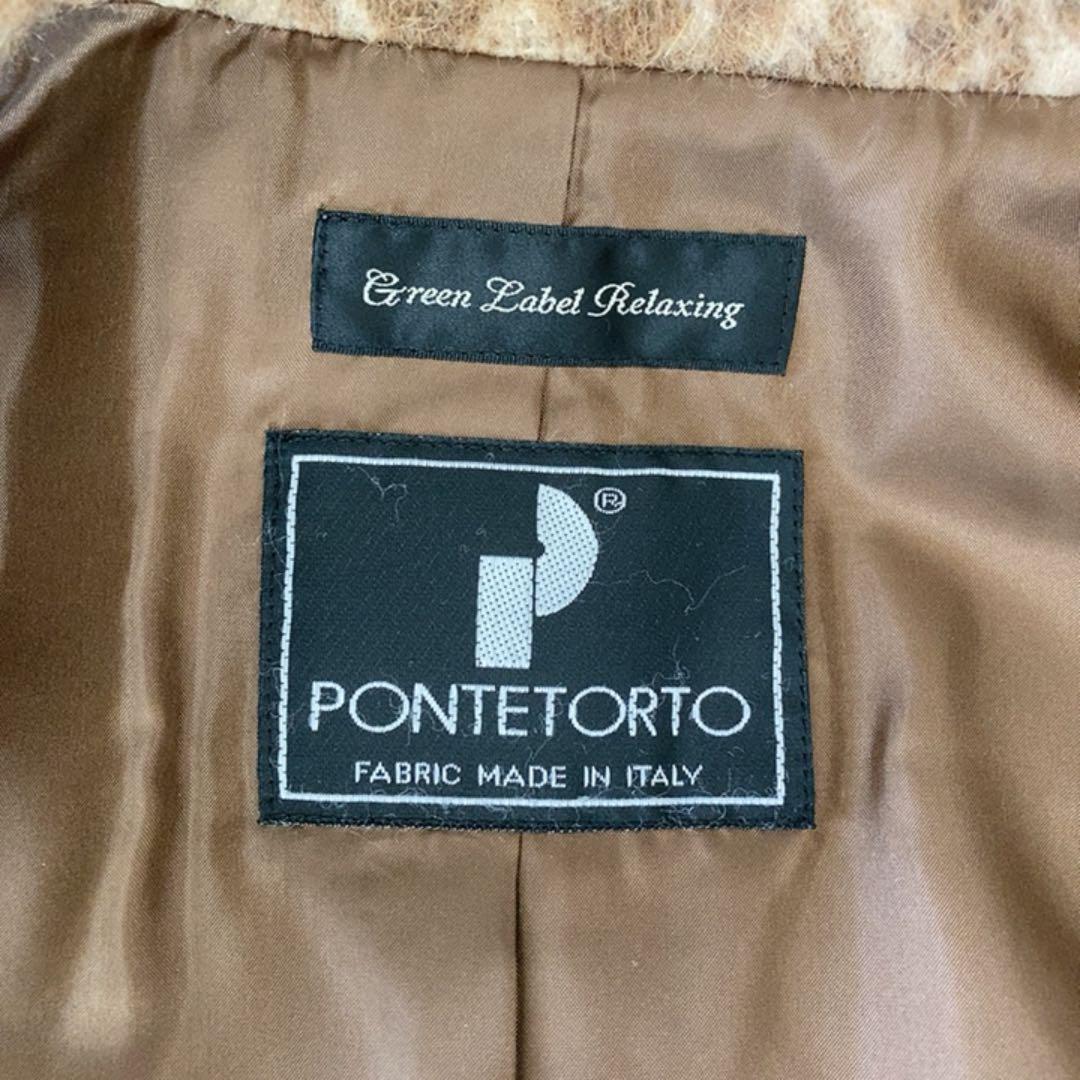 Green Label Relaxing
®
PONTETORTO
FABRIC MADE IN ITALY